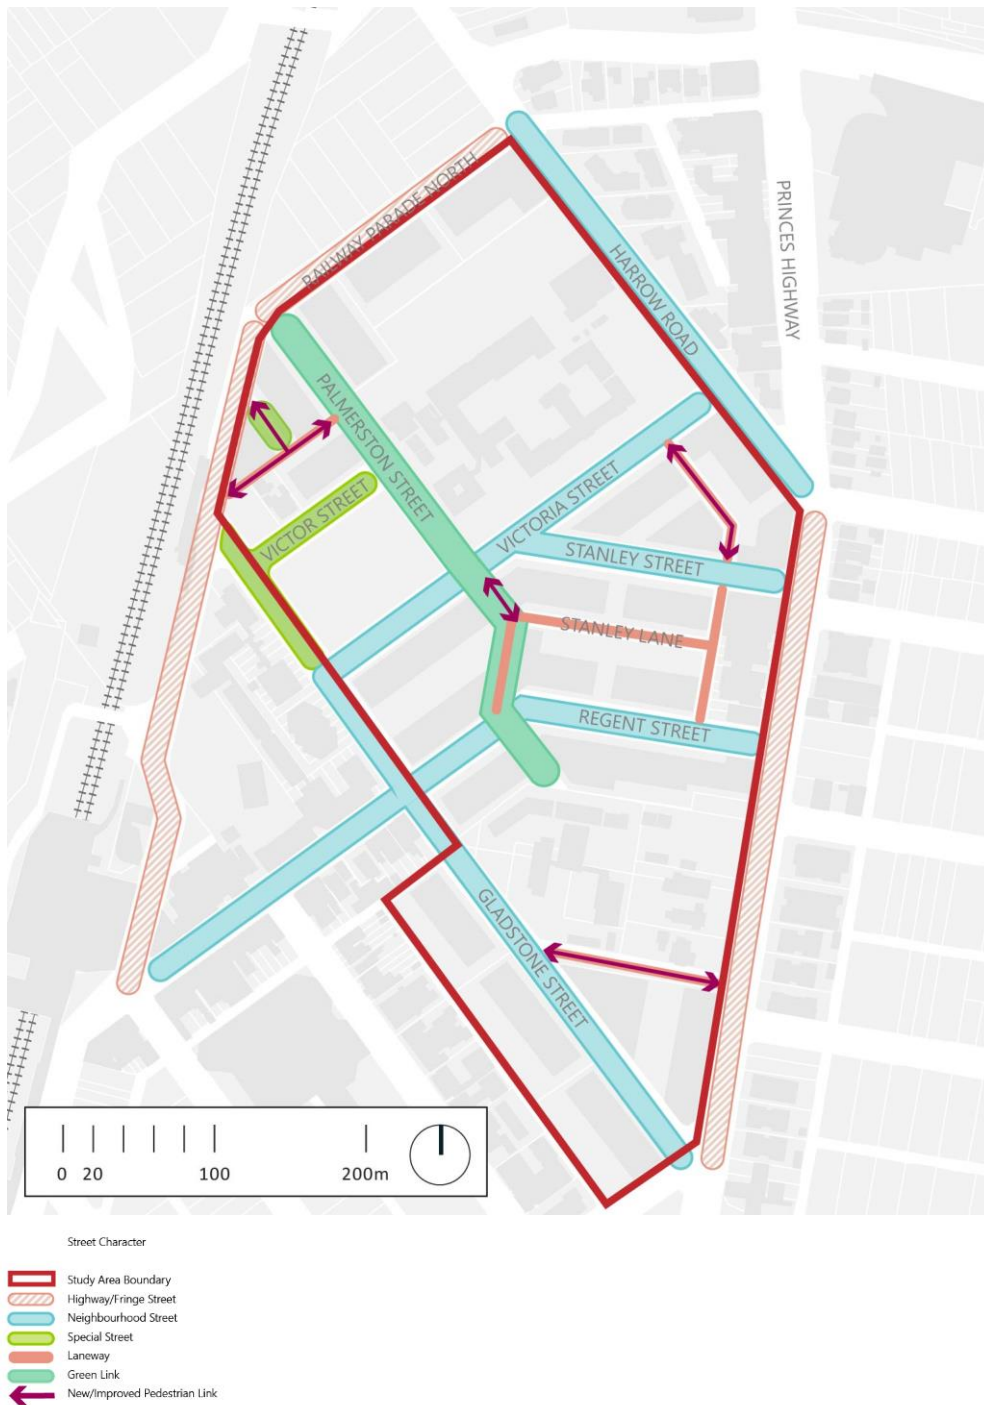 RAILWAY PARADE NORTH
HARROW ROAD
PRINCES HIGHWAY
PALMERSTON STREET
VICTOR STREET
VICTORIA STREET
STANLEY STREET
STANLEY LANE
REGENT STREET
GLADSTONE STREET
0 20 100 200m
Street Character
Study Area Boundary
Highway/Fringe Street
Neighbourhood Street
Special Street
Laneway
Green Link
New/Improved Pedestrian Link